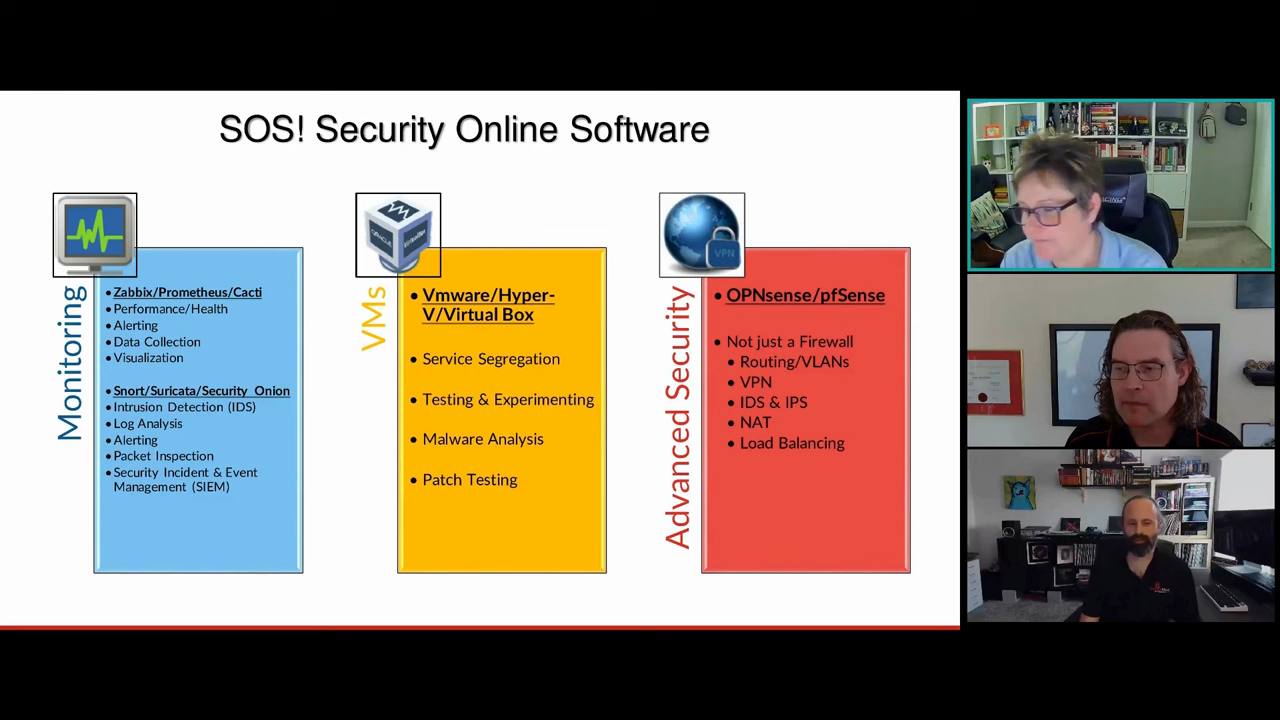 SOS! Security Online Software
Monitoring
• Zabbix/Prometheus/Cacti
• Performance/Health
• Alerting
• Data Collection
• Visualization
• Snort/Suricata/Security Onion
• Intrusion Detection (IDS)
• Log Analysis
• Alerting
• Packet Inspection
• Security Incident & Event
Management (SIEM)
VMs
ORACLE
VirtualBox
• Vmware/Hyper-
V/Virtual Box
• Service Segregation
• Testing & Experimenting
• Malware Analysis
• Patch Testing
Advanced Security
VPN
• OPNsense/pfSense
• Not just a Firewall
• Routing/VLANs
• VPN
• IDS & IPS
• NAT
• Load Balancing